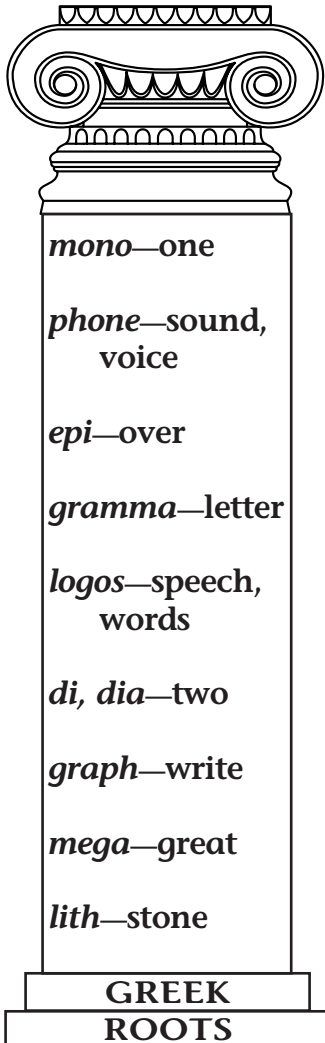 mono—one
phone—sound,
voice
epi—over
gramma—letter
logos—speech,
words
di, dia—two
graph—write
mega—great
lith—stone
GREEK
ROOTS